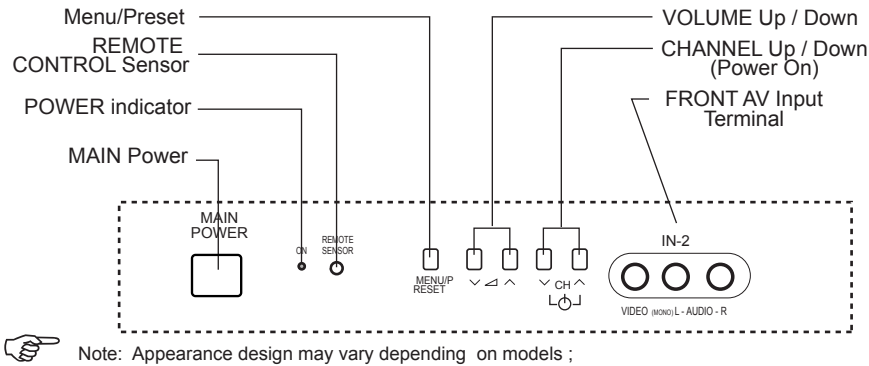 Menu/Preset
REMOTE
CONTROL Sensor
POWER indicator
MAIN Power
VOLUME Up / Down
CHANNEL Up / Down
(Power On)
FRONT AV Input
Terminal
MAIN
POWER
ON
REMOTE
SENSOR
MENU/P
RESET
CH
IN-2
VIDEO (MONO) L - AUDIO - R
Note: Appearance design may vary depending on models ;